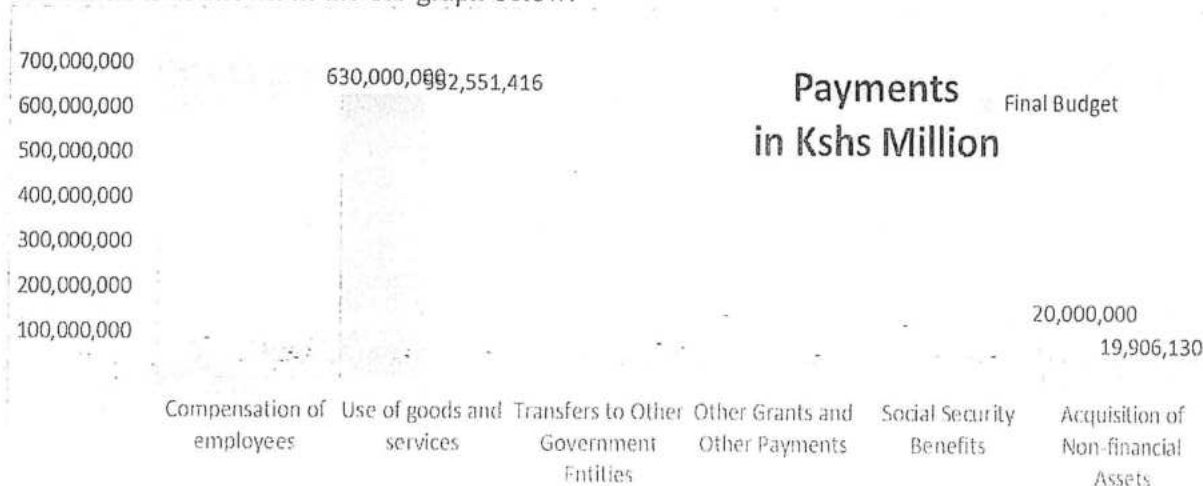 700,000,000
600,000,000
500,000,000
400,000,000
300,000,000
200,000,000
100,000,000
630,000,000
592,551,416
Payments
in Kshs Million
Final Budget
20,000,000
19,906,130
Compensation of
employees
Use of goods and
services
Transfers to Other
Government
Entities
Other Grants and
Other Payments
Social Security
Benefits
Acquisition of
Non-financial
Assets